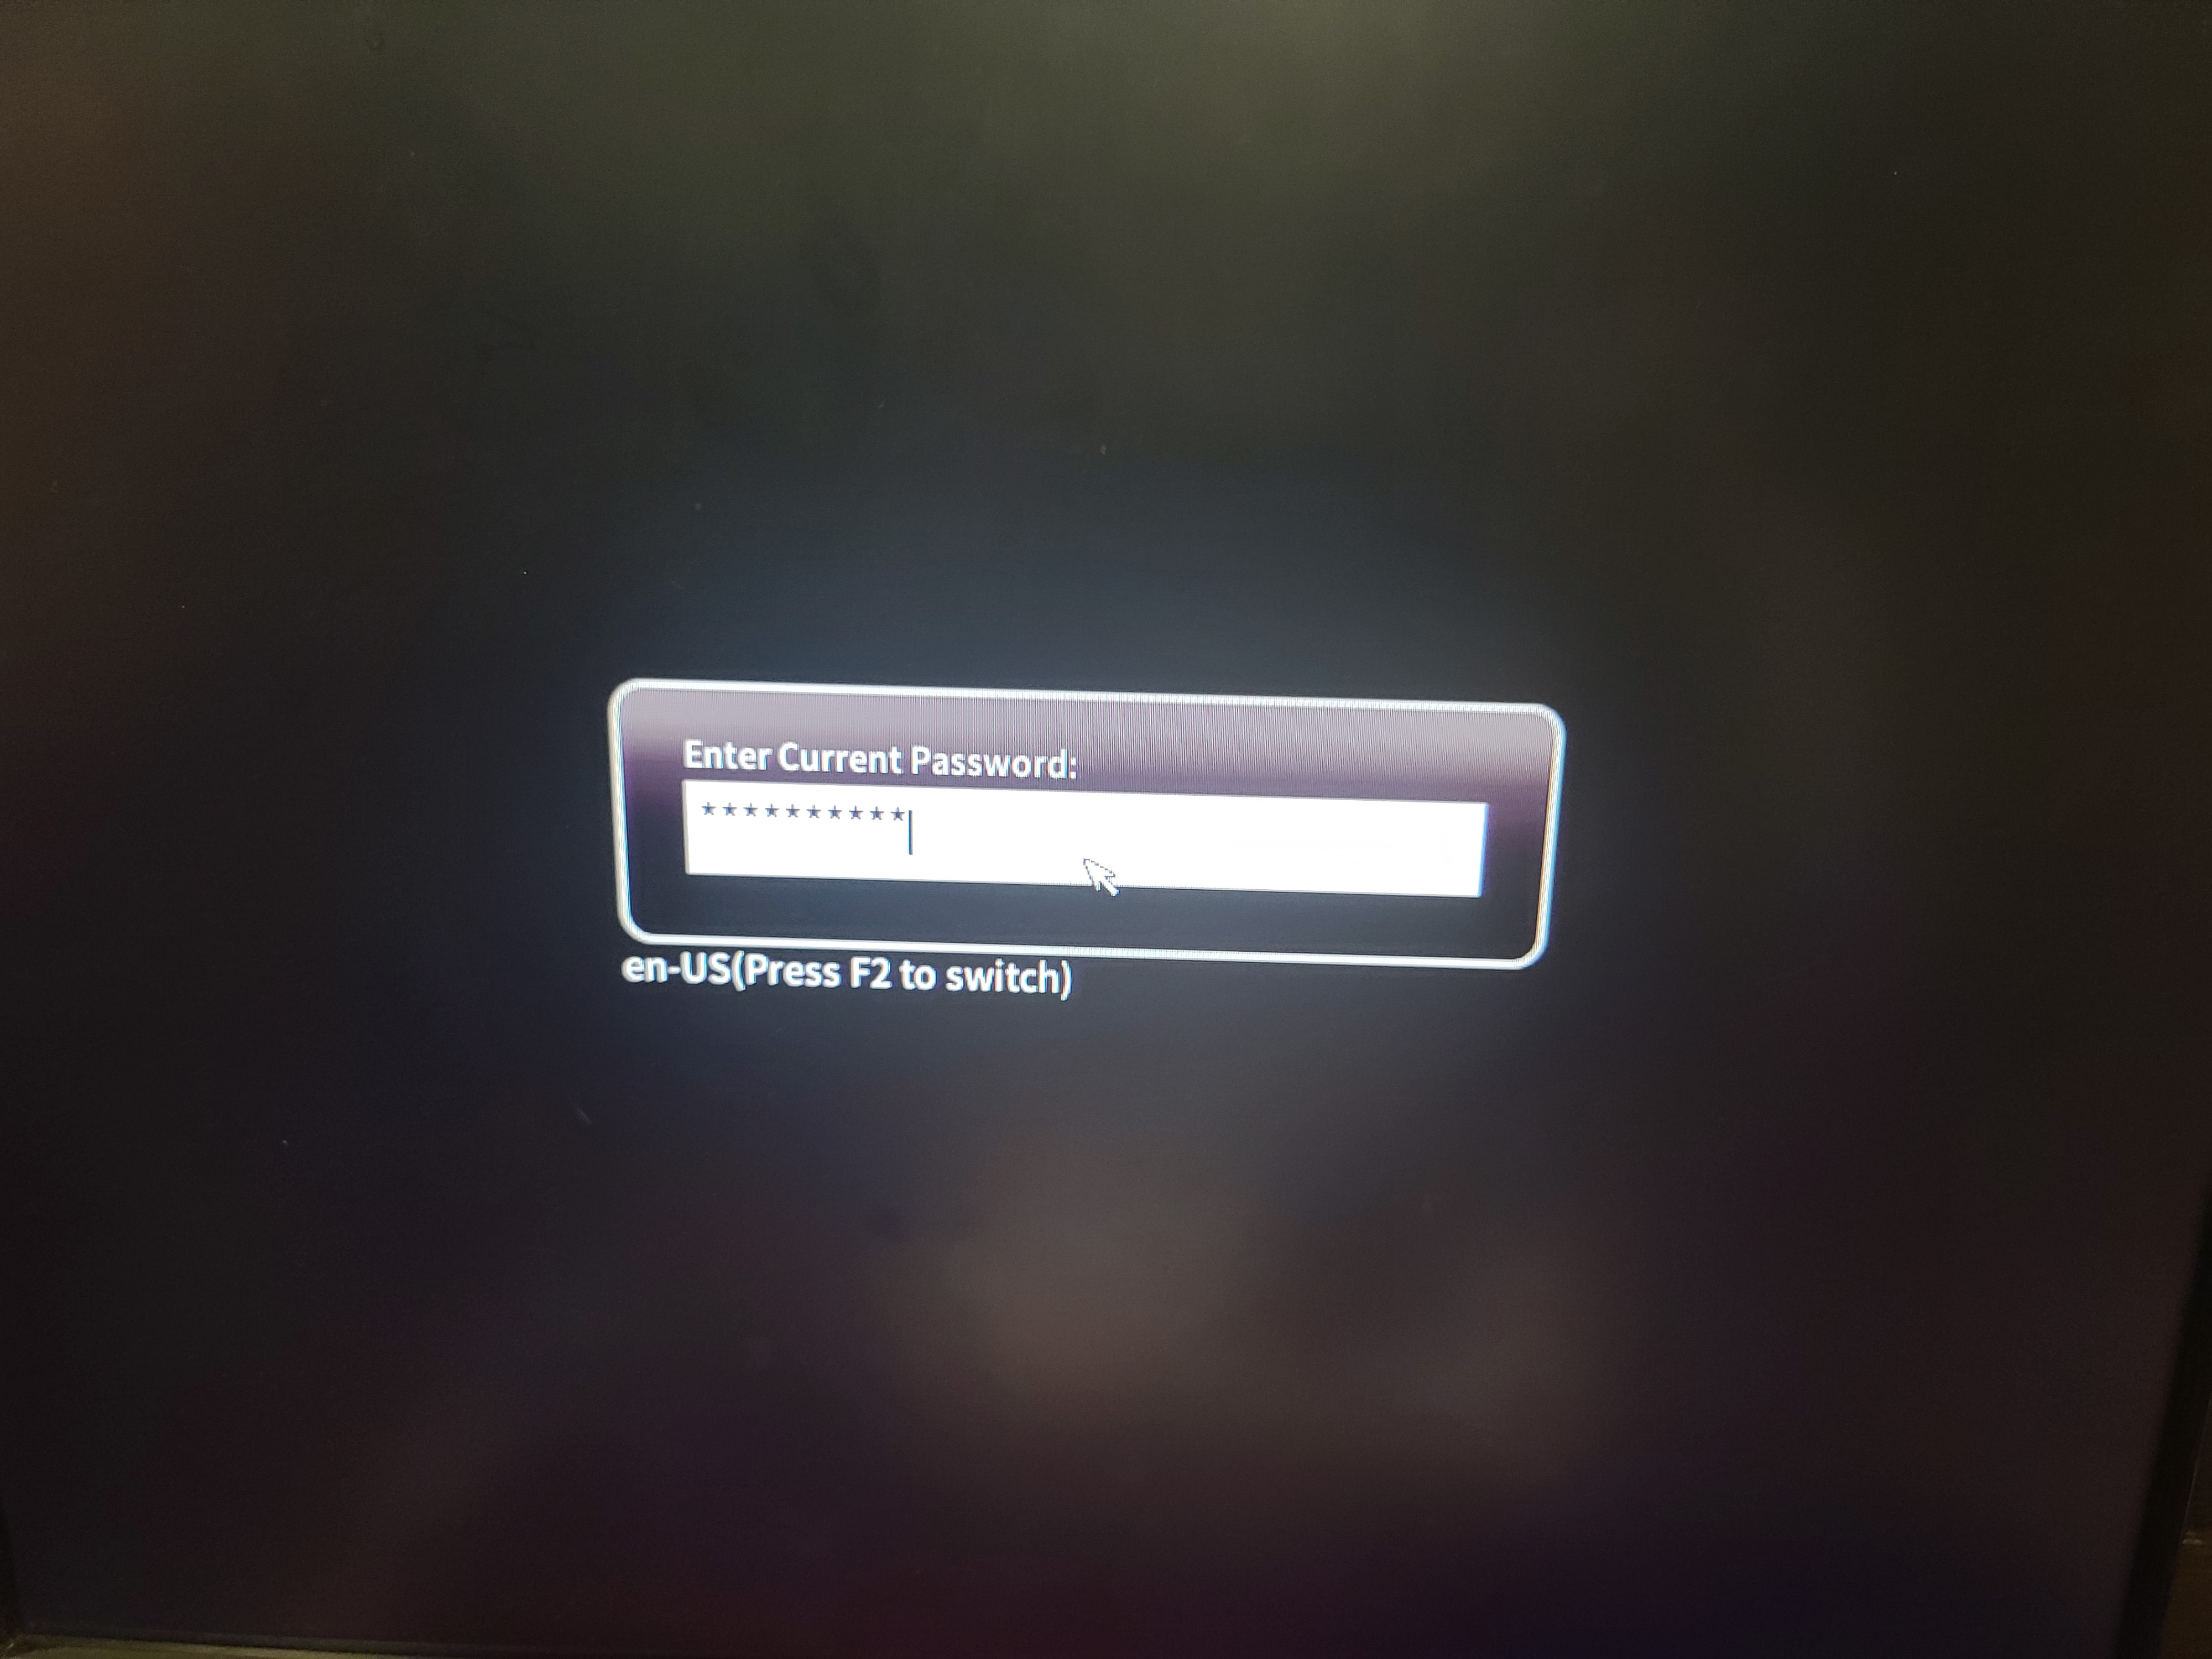 Enter Current Password:
**********
en-US(Press F2 to switch)